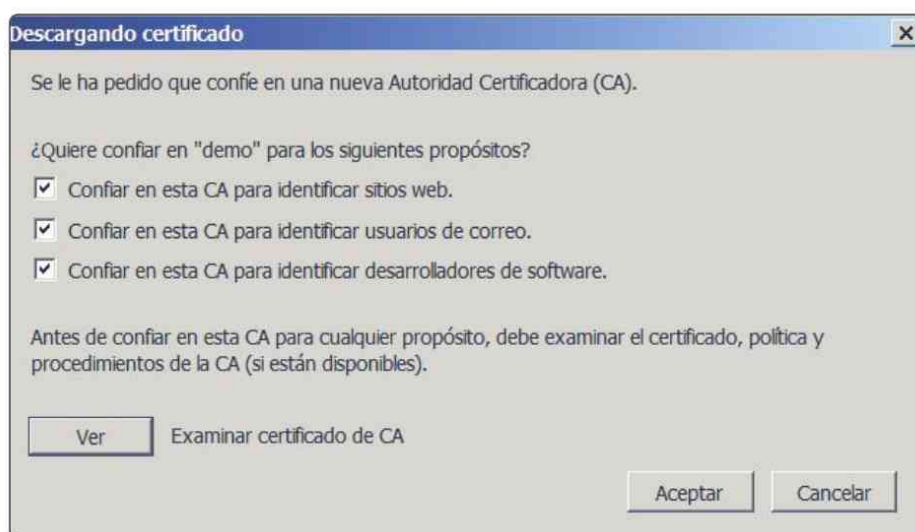 Descargando certificado
Se le ha pedido que confíe en una nueva Autoridad Certificadora (CA).
¿Quiere confiar en "demo" para los siguientes propósitos?
Confiar en esta CA para identificar sitios web.
Confiar en esta CA para identificar usuarios de correo.
Confiar en esta CA para identificar desarrolladores de software.
Antes de confiar en esta CA para cualquier propósito, debe examinar el certificado, política y
procedimientos de la CA (si están disponibles).
Ver Examinar certificado de CA
Aceptar Cancelar